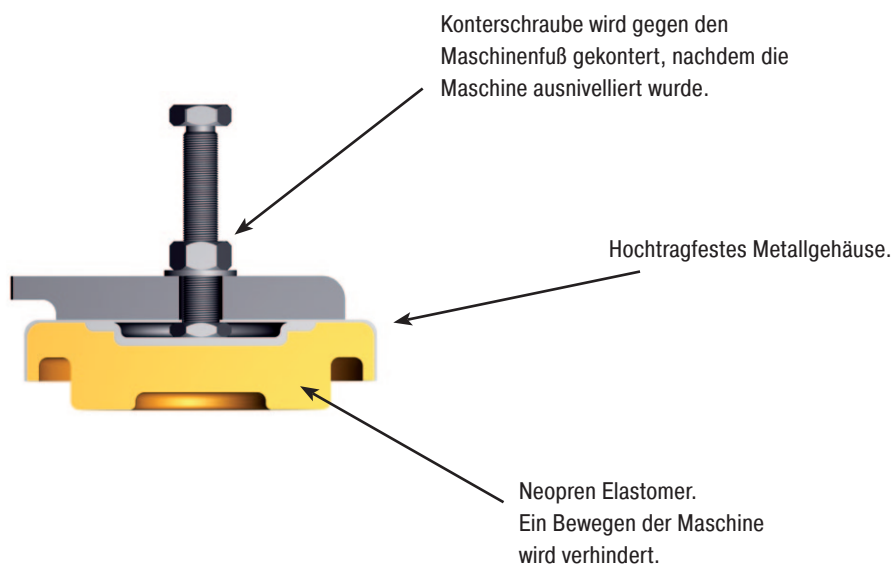 Konterschraube wird gegen den
Maschinenfuß gekontert, nachdem die
Maschine ausnivelliert wurde.
Hochtragfestes Metallgehäuse.
Neopren Elastomer.
Ein Bewegen der Maschine
wird verhindert.